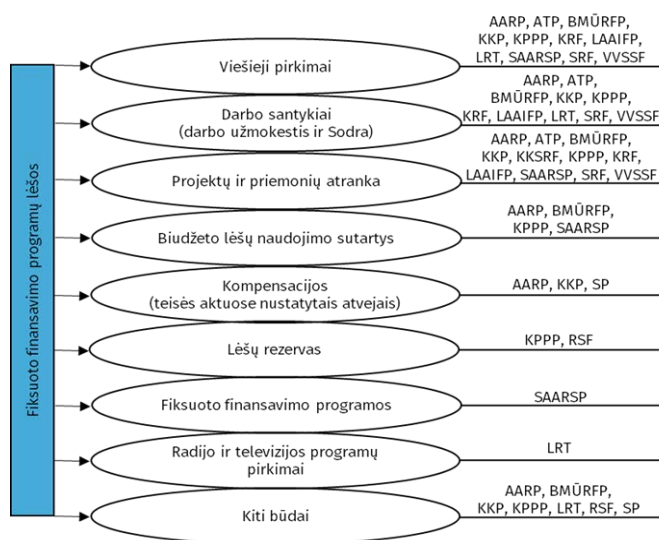 Fiksuoto finansavimo programų lėšos
Viešieji pirkimai
AARP, ATP, BMŪRFP,
KKP, KPPP, KRF, LAAIFP,
LRT, SAARSP, SRF, VVSSF
Darbo santykiai
(darbo užmokestis ir Sodra)
AARP, ATP,
BMŪRFP, KKP, KPPP,
KRF, LAAIFP, LRT, SRF, VVSSF
Projektų ir priemonių atranka
AARP, ATP, BMŪRFP,
KKP, KKSRF, KPPP, KRF,
LAAIFP, SAARSP, SRF, VVSSF
Biudžeto lėšų naudojimo sutartys
AARP, BMŪRFP,
KPPP, SAARSP
Kompensacijos
(teisės aktuose nustatytais atvejais)
AARP, KKP, SP
Lėšų rezervas
KPPP, RSF
Fiksuoto finansavimo programos
SAARSP
Radijo ir televizijos programų
pirkimai
LRT
Kiti būdai
AARP, BMŪRFP,
KKP, KPPP, LRT, RSF, SP